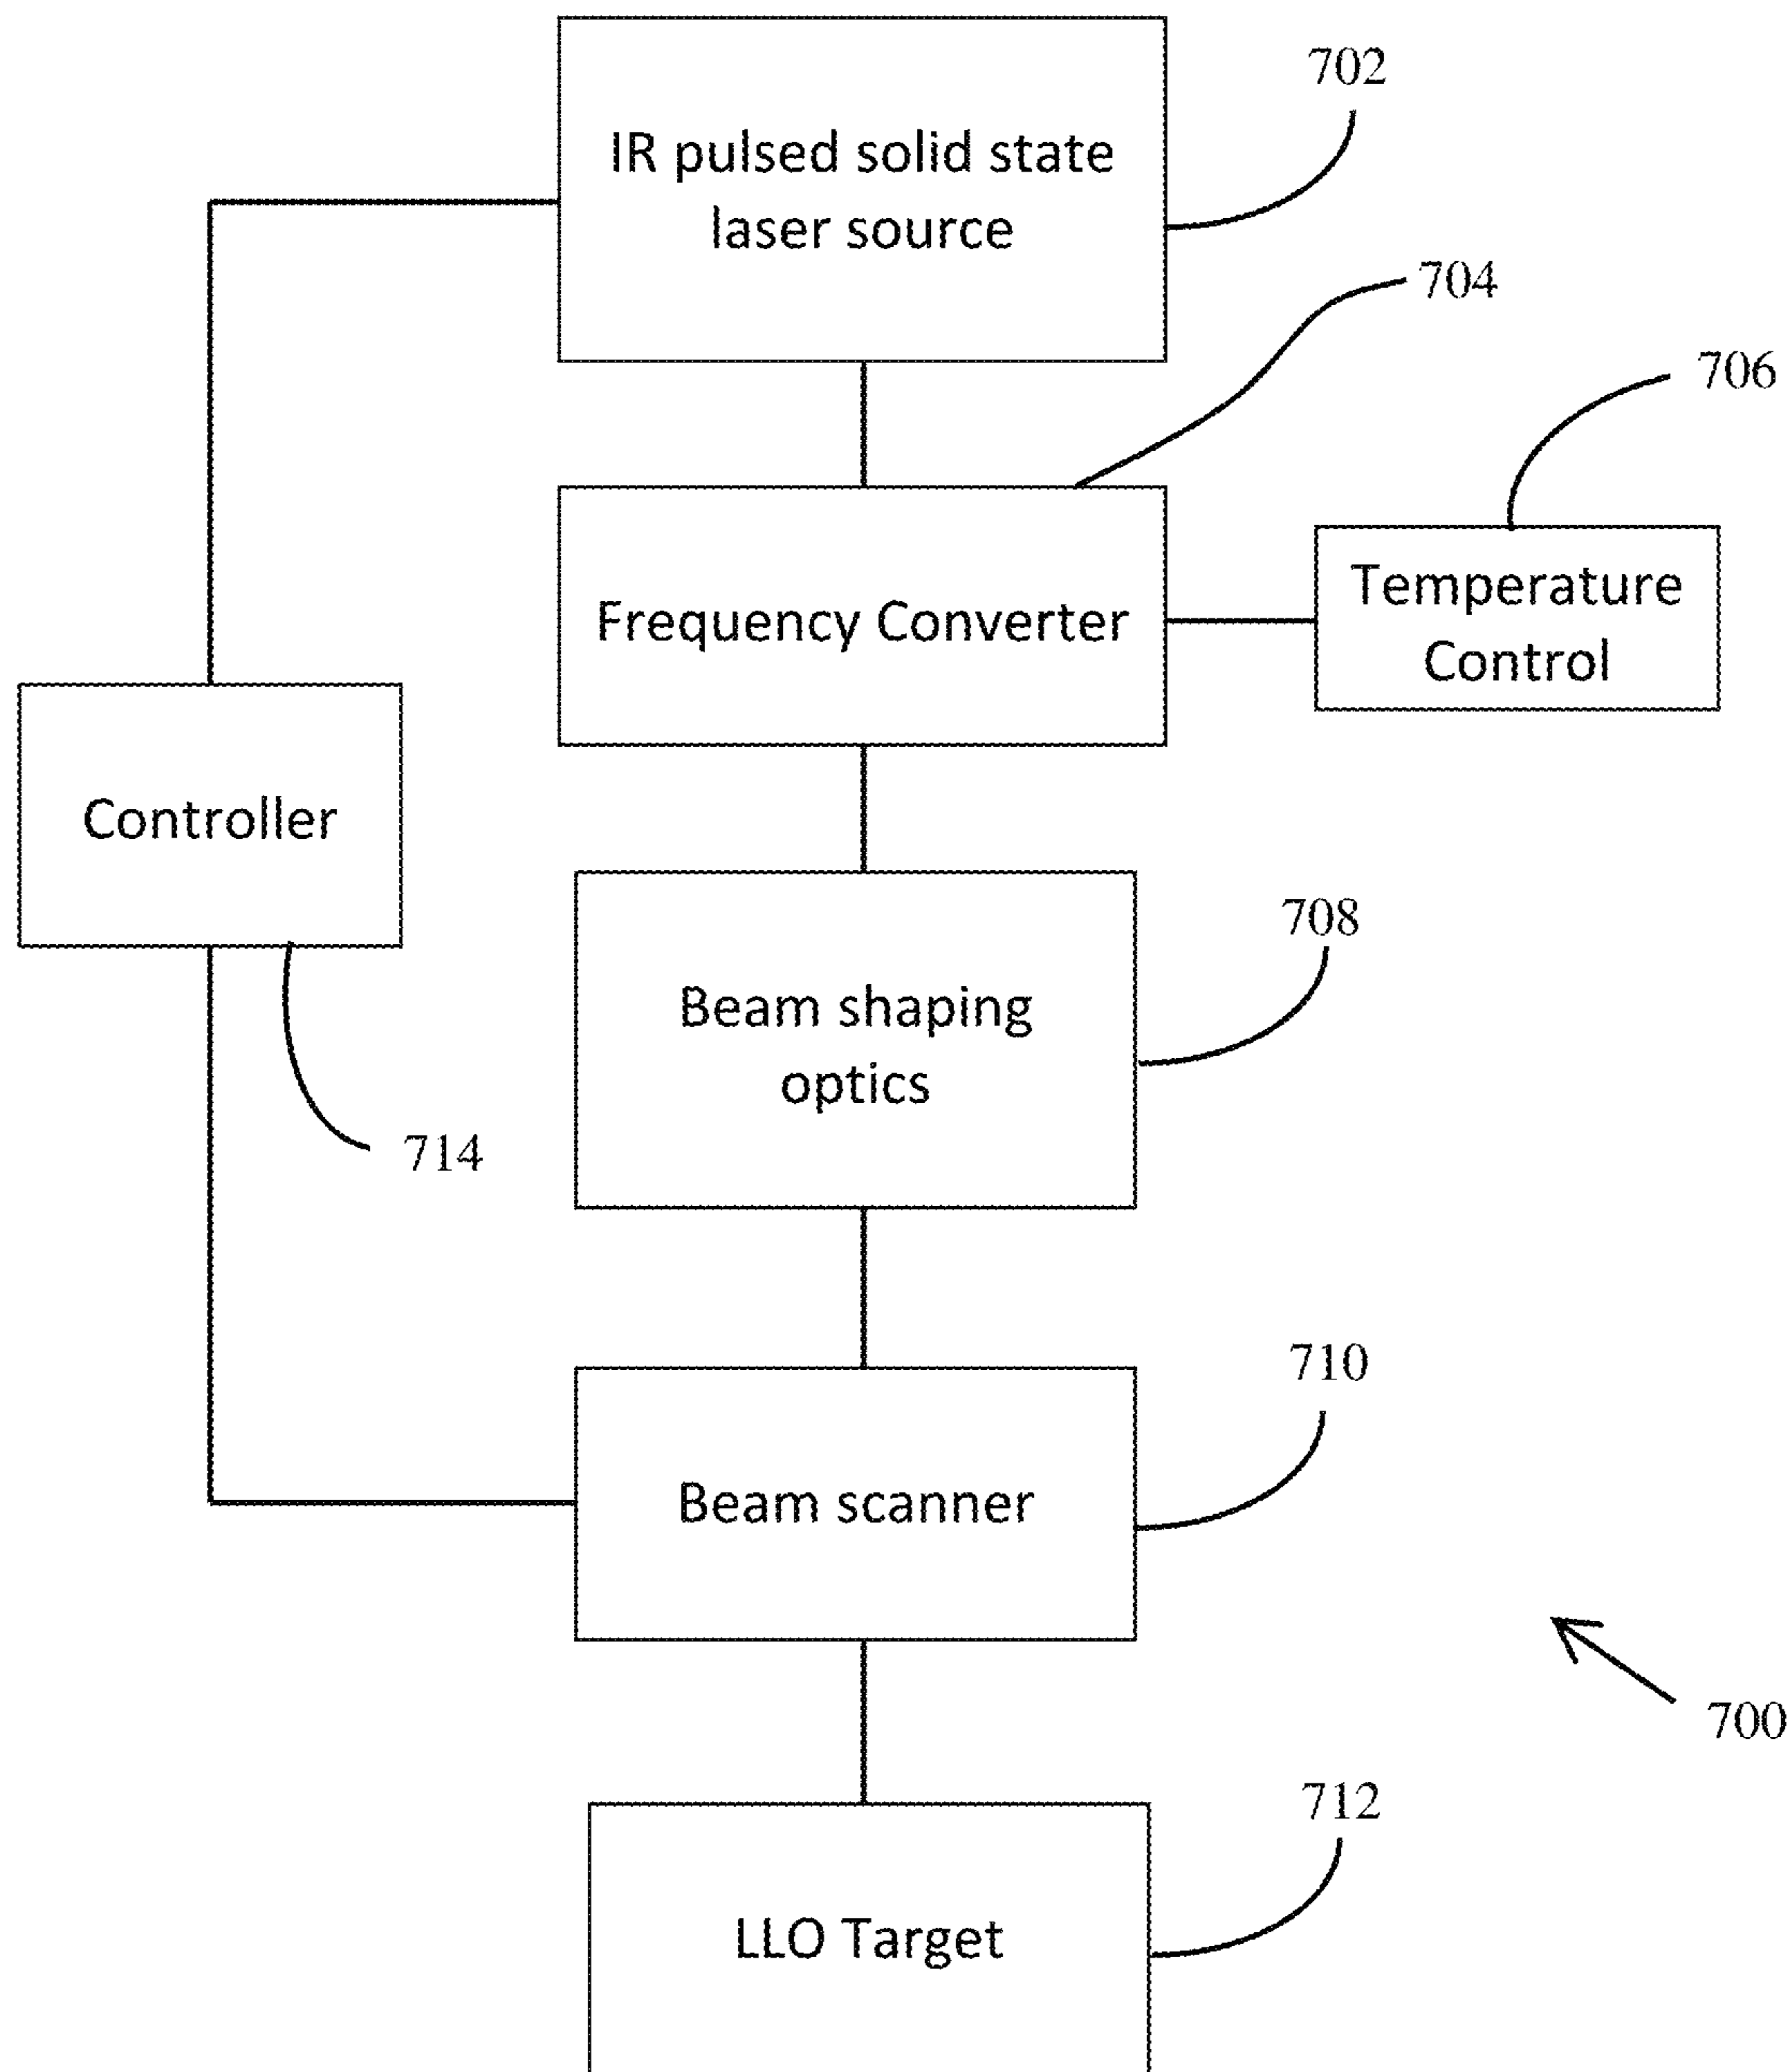 702
IR pulsed solid state
laser source
704
706
Temperature
Control
Frequency Converter
Controller
708
Beam shaping
optics
714
710
Beam scanner
700
712
LLO Target